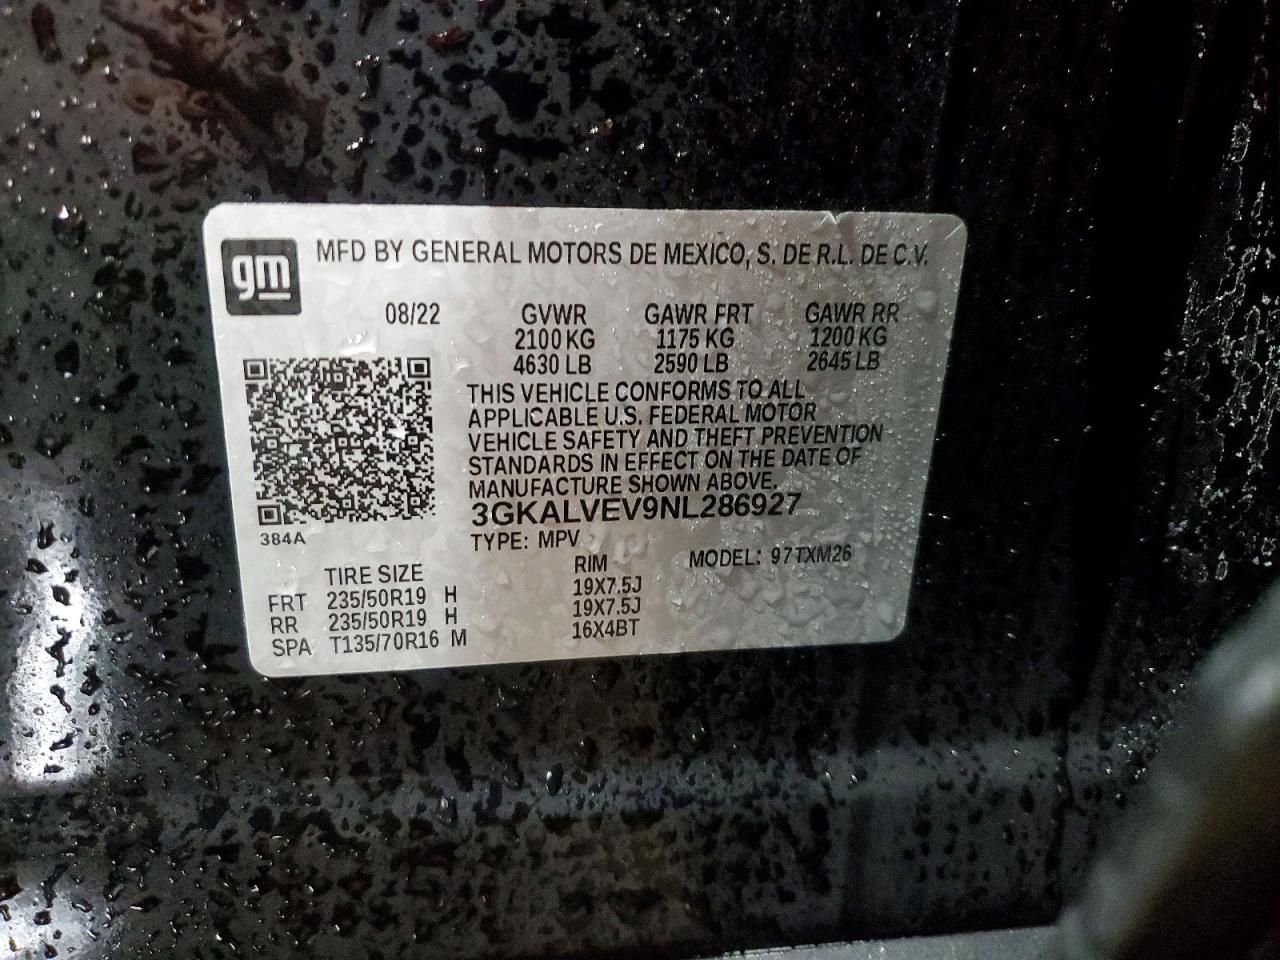 gm MFD BY GENERAL MOTORS DE MEXICO, S. DE R.L. DE C.V.
08/22 GVWR GAWR FRT GAWR RR
2100 KG 1175 KG 1200 KG
4630 LB 2590 LB 2645 LB
THIS VEHICLE CONFORMS TO ALL
APPLICABLE U.S. FEDERAL MOTOR
VEHICLE SAFETY AND THEFT PREVENTION
STANDARDS IN EFFECT ON THE DATE OF
MANUFACTURE SHOWN ABOVE.
3GKALVEV9NL286927
384A
TYPE: MPV MODEL: 97TXM26
TIRE SIZE RIM
FRT 235/50R19 H 19X7.5J
RR 235/50R19 H 19X7.5J
SPA T135/70R16 M 16X4BT